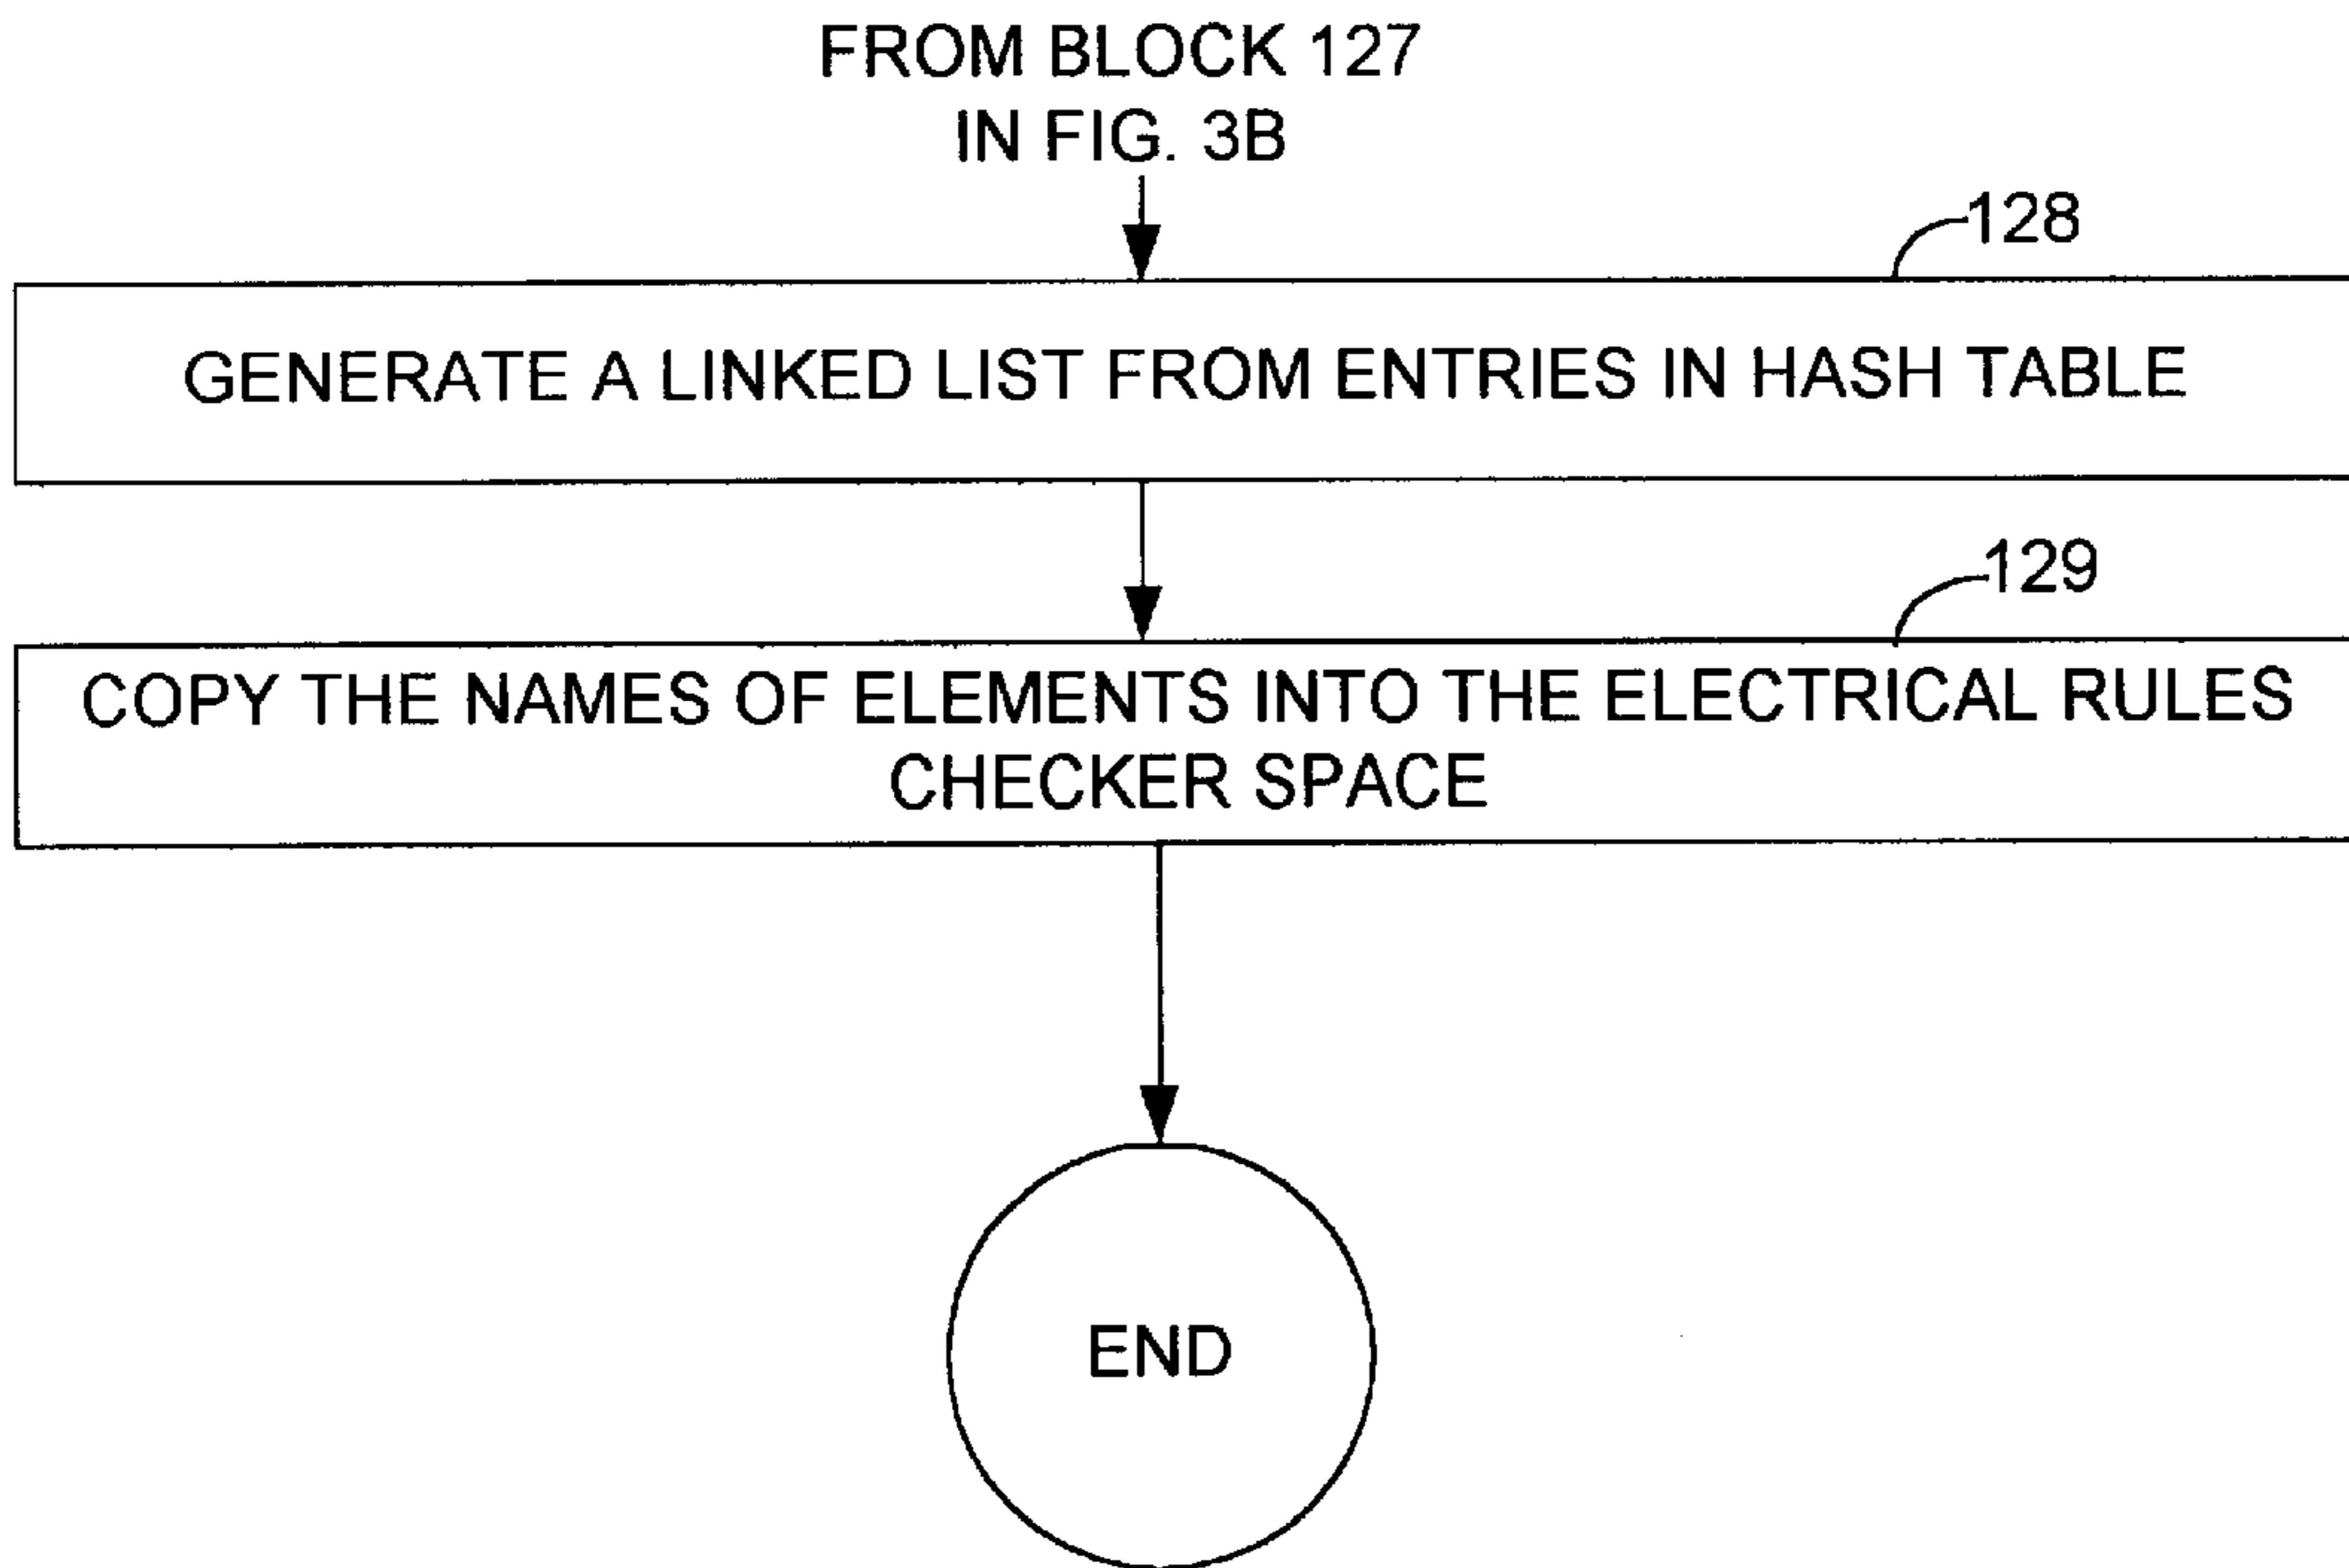 FROM BLOCK 127
IN FIG. 3B
128
GENERATE A LINKED LIST FROM ENTRIES IN HASH TABLE
129
COPY THE NAMES OF ELEMENTS INTO THE ELECTRICAL RULES
CHECKER SPACE
END